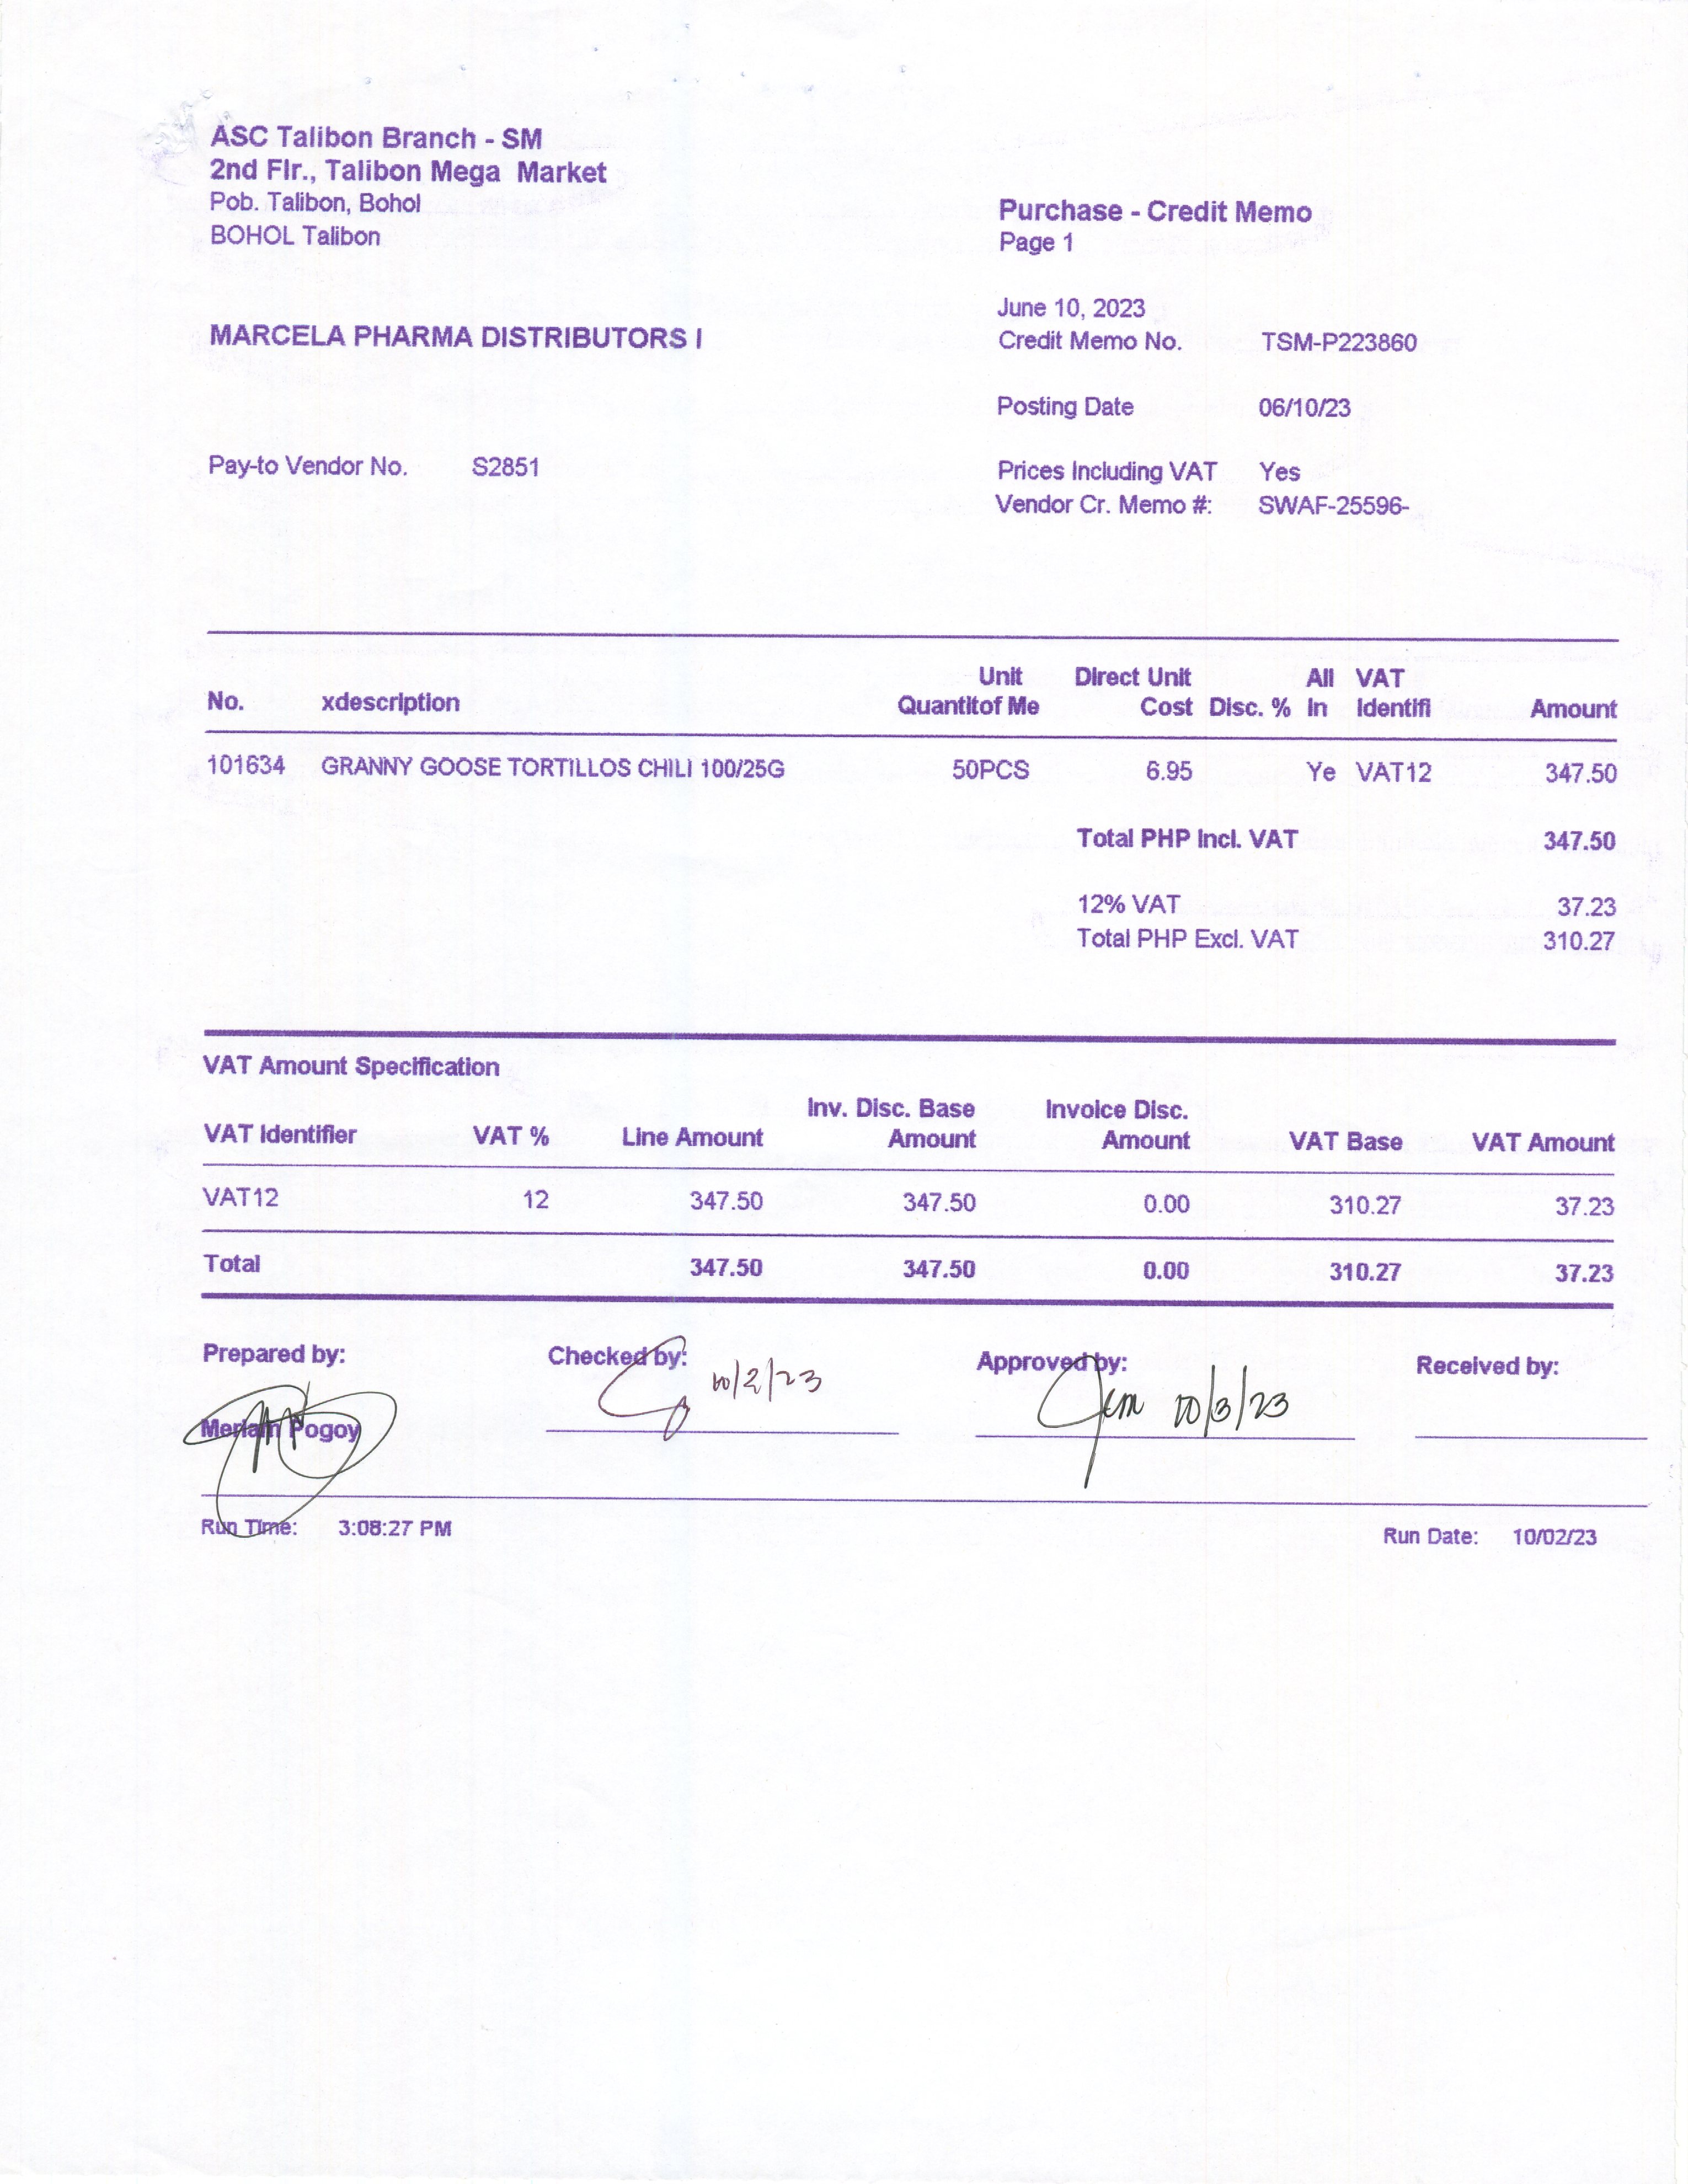 ASC Talibon Branch - SM
2nd Flr., Talibon Mega Market
Pob. Talibon, Bohol
BOHOL Talibon
Purchase - Credit Memo
Page 1
June 10, 2023
MARCELA PHARMA DISTRIBUTORS I
Credit Memo No. TSM-P223860
Posting Date 06/10/23
Pay-to Vendor No. S2851
Prices Including VAT Yes
Vendor Cr. Memo #: SWAF-25596-
Unit Direct Unit All VAT
No. xdescription Quantitof Me Cost Disc. % In Identifi Amount
101634 GRANNY GOOSE TORTILLOS CHILI 100/25G 50PCS 6.95 Ye VAT12 347.50
Total PHP Incl. VAT 347.50
12% VAT 37.23
Total PHP Excl. VAT 310.27
VAT Amount Specification
Inv. Disc. Base Invoice Disc.
VAT Identifier VAT % Line Amount Amount Amount VAT Base VAT Amount
VAT12 12 347.50 347.50 0.00 310.27 37.23
Total 347.50 347.50 0.00 310.27 37.23
Prepared by: Checked by: Approved by: Received by:
10/2/23 10/3/23
Meriam Pogoy
Run Time: 3:08:27 PM Run Date: 10/02/23